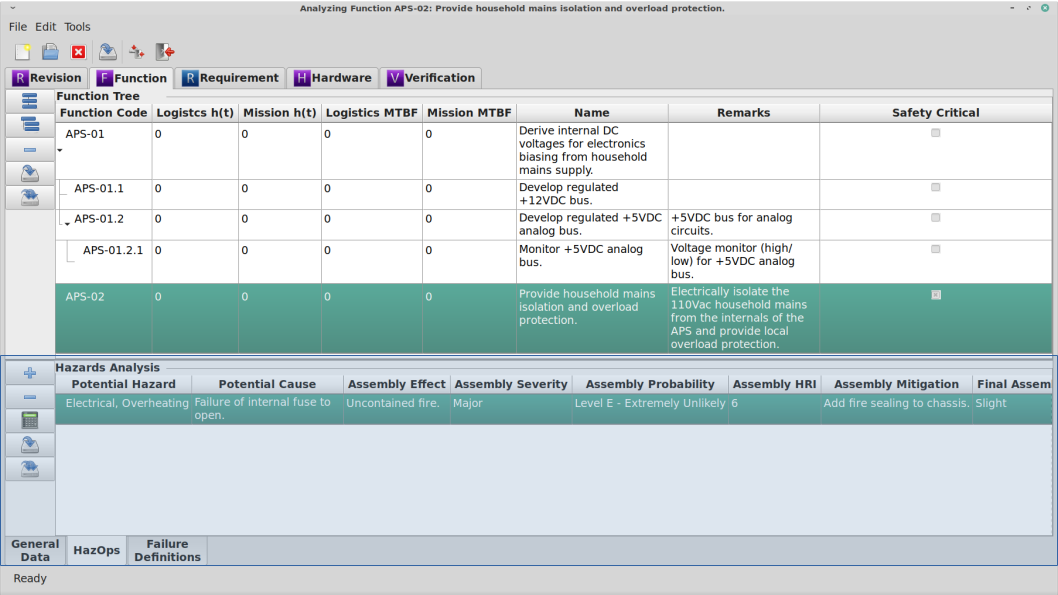 Analyzing Function APS-02: Provide household mains isolation and overload protection.
File Edit Tools
R Revision F Function R Requirement H Hardware V Verification
Function Tree
Function Code Logistcs h(t) Mission h(t) Logistics MTBF Mission MTBF Name Remarks Safety Critical
APS-01 0 0 0 0 Derive internal DC
voltages for electronics
biasing from household
mains supply.
APS-01.1 0 0 0 0 Develop regulated
+12VDC bus.
APS-01.2 0 0 0 0 Develop regulated +5VDC +5VDC bus for analog
analog bus. circuits.
APS-01.2.1 0 0 0 0 Monitor +5VDC analog Voltage monitor (high/
bus. low) for +5VDC analog
bus.
APS-02 0 0 0 0 Provide household mains Electrically isolate the
isolation and overload 110Vac household mains
protection. from the internals of the
APS and provide local
overload protection.
Hazards Analysis
Potential Hazard Potential Cause Assembly Effect Assembly Severity Assembly Probability Assembly HRI Assembly Mitigation Final Assem
Electrical, Overheating Failure of internal fuse to Uncontained fire. Major Level E - Extremely Unlikely 6 Add fire sealing to chassis. Slight
open.
General HazOps Failure
Data Definitions
Ready